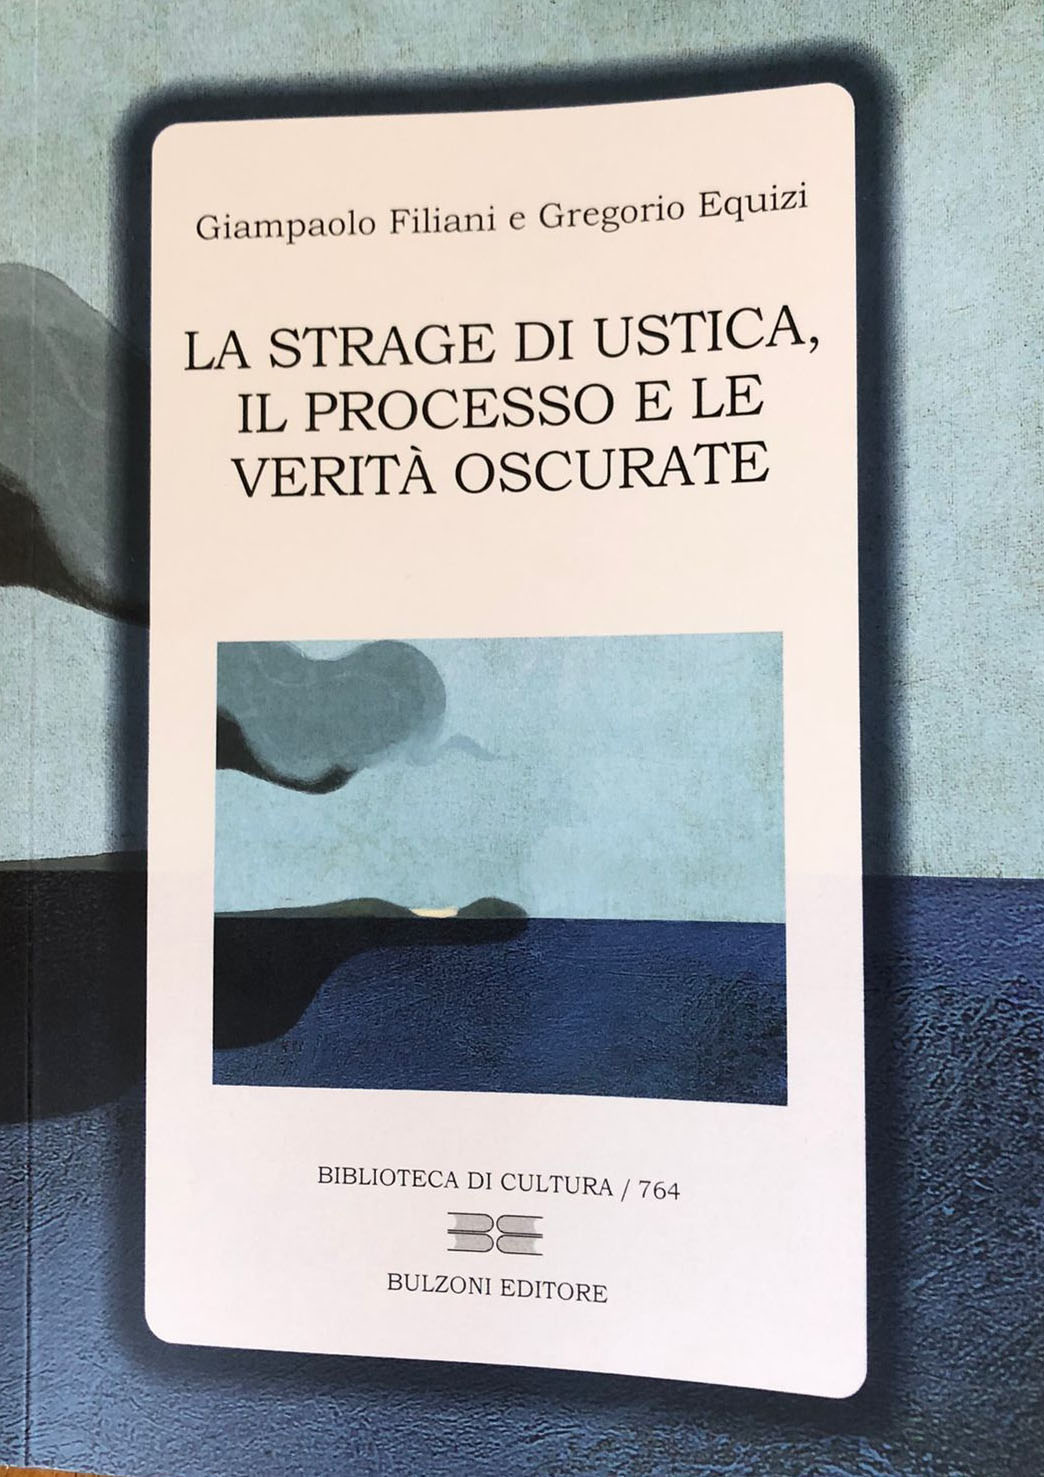 Giampaolo Filiani e Gregorio Equizi
LA STRAGE DI USTICA,
IL PROCESSO E LE
VERITÀ OSCURATE
BIBLIOTECA DI CULTURA / 764
BULZONI EDITORE